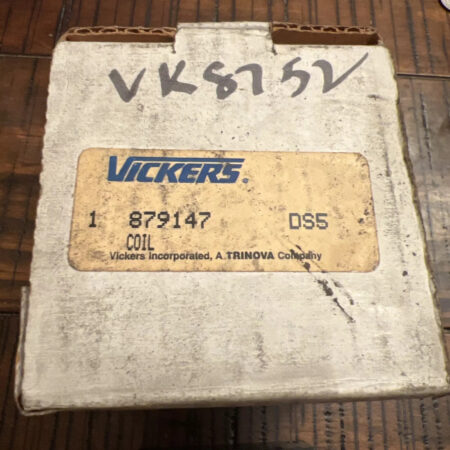 VK8752
VICKERS®
1 879147 DS5
COIL
Vickers Incorporated, A TRINOVA Company